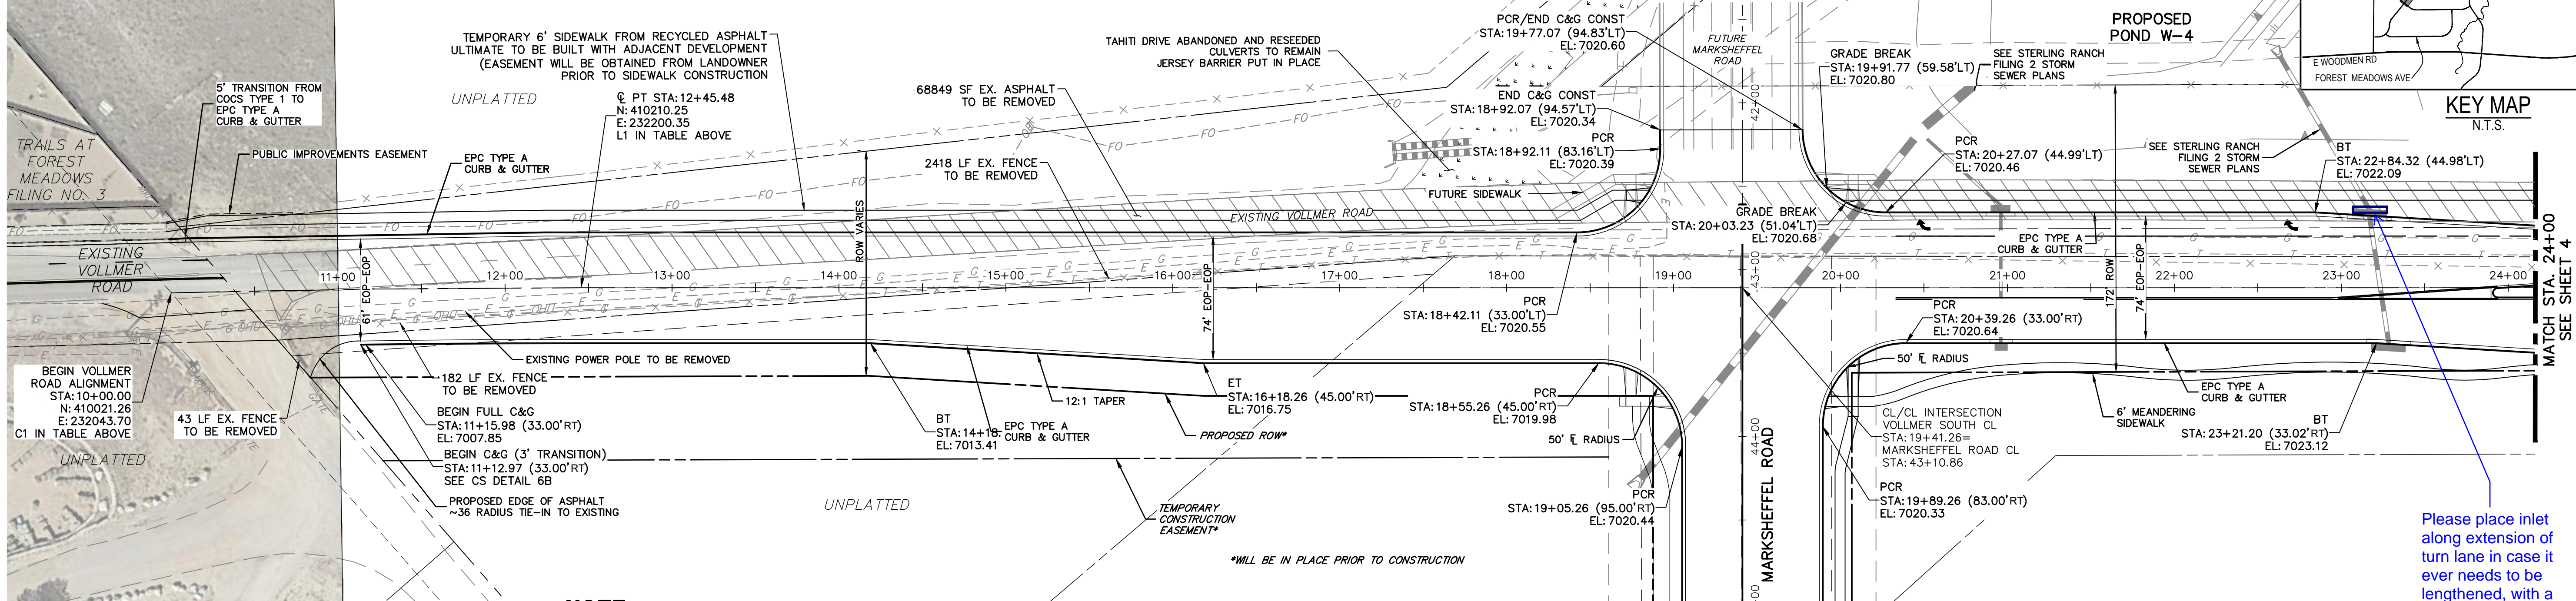 TEMPORARY 6' SIDEWALK FROM RECYCLED ASPHALT
ULTIMATE TO BE BUILT WITH ADJACENT DEVELOPMENT
(EASEMENT WILL BE OBTAINED FROM LANDOWNER
PRIOR TO SIDEWALK CONSTRUCTION
5' TRANSITION FROM
COCS TYPE 1 TO
EPC TYPE A
CURB & GUTTER
UNPLATTED
℄ PT STA:12+45.48
N: 410210.25
E: 232200.35
L1 IN TABLE ABOVE
68849 SF EX. ASPHALT
TO BE REMOVED
TAHITI DRIVE ABANDONED AND RESEEDED
CULVERTS TO REMAIN
JERSEY BARRIER PUT IN PLACE
PCR/END C&G CONST
STA:19+77.07 (94.83'LT)
EL:7020.60
FUTURE
MARKSHEFFEL
ROAD
GRADE BREAK
STA:19+91.77 (59.58'LT)
EL:7020.80
SEE STERLING RANCH
FILING 2 STORM
SEWER PLANS
PROPOSED
POND W-4
E WOODMEN RD
FOREST MEADOWS AVE
KEY MAP
N.T.S.
TRAILS AT
FOREST
MEADOWS
FILING NO. 3
PUBLIC IMPROVEMENTS EASEMENT
EPC TYPE A
CURB & GUTTER
2418 LF EX. FENCE
TO BE REMOVED
END C&G CONST
STA:18+92.07 (94.57'LT)
EL:7020.34
PCR
STA:18+92.11 (83.16'LT)
EL:7020.39
42+00
PCR
STA:20+27.07 (44.99'LT)
EL:7020.46
SEE STERLING RANCH
FILING 2 STORM
SEWER PLANS
BT
STA:22+84.32 (44.98'LT)
EL:7022.09
FUTURE SIDEWALK
EXISTING VOLLMER ROAD
ROW VARIES
GRADE BREAK
STA:20+03.23 (51.04'LT)
EL:7020.68
EPC TYPE A
CURB & GUTTER
EXISTING
VOLLMER
ROAD
11+00
12+00
13+00
14+00
15+00
16+00
17+00
18+00
19+00
43+00
20+00
21+00
22+00
23+00
24+00
61' EOP-EOP
74' EOP-EOP
172' ROW
74' EOP-EOP
MATCH STA. 24+00
SEE SHEET 4
PCR
STA:18+42.11 (33.00'LT)
EL:7020.55
PCR
STA:20+39.26 (33.00'RT)
EL:7020.64
50' ℄ RADIUS
BEGIN VOLLMER
ROAD ALIGNMENT
STA:10+00.00
N:410021.26
E:232043.70
C1 IN TABLE ABOVE
43 LF EX. FENCE
TO BE REMOVED
GATE
EXISTING POWER POLE TO BE REMOVED
182 LF EX. FENCE
TO BE REMOVED
BEGIN FULL C&G
STA:11+15.98 (33.00'RT)
EL:7007.85
BEGIN C&G (3' TRANSITION)
STA:11+12.97 (33.00'RT)
SEE CS DETAIL 6B
PROPOSED EDGE OF ASPHALT
~36 RADIUS TIE-IN TO EXISTING
UNPLATTED
BT
STA:14+18
EL:7013.41
EPC TYPE A
CURB & GUTTER
12:1 TAPER
PROPOSED ROW*
ET
STA:16+18.26 (45.00'RT)
EL:7016.75
PCR
STA:18+55.26 (45.00'RT)
EL:7019.98
50' ℄ RADIUS
UNPLATTED
TEMPORARY
CONSTRUCTION
EASEMENT*
*WILL BE IN PLACE PRIOR TO CONSTRUCTION
PCR
STA:19+05.26 (95.00'RT)
EL:7020.44
44+00
MARKSHEFFEL ROAD
CL/CL INTERSECTION
VOLLMER SOUTH CL
STA:19+41.26=
MARKSHEFFEL ROAD CL
STA: 43+10.86
PCR
STA:19+89.26 (83.00'RT)
EL:7020.33
6' MEANDERING
SIDEWALK
EPC TYPE A
CURB & GUTTER
BT
STA:23+21.20 (33.02'RT)
EL:7023.12
Please place inlet
along extension of
turn lane in case it
ever needs to be
lengthened, with a